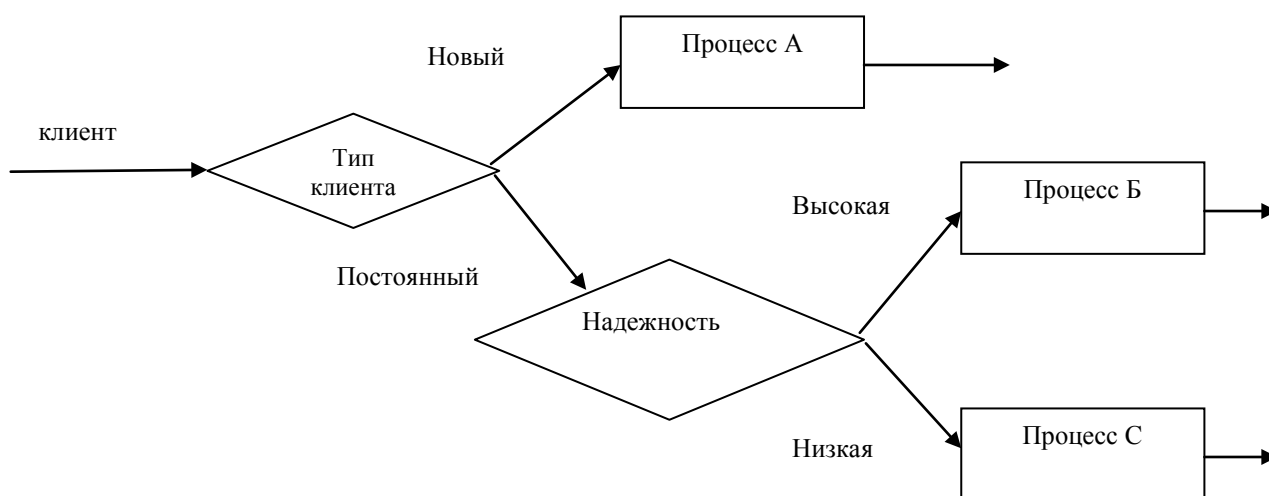 Новый
Процесс А
клиент
Тип
клиента
Высокая
Процесс Б
Постоянный
Надежность
Низкая
Процесс С